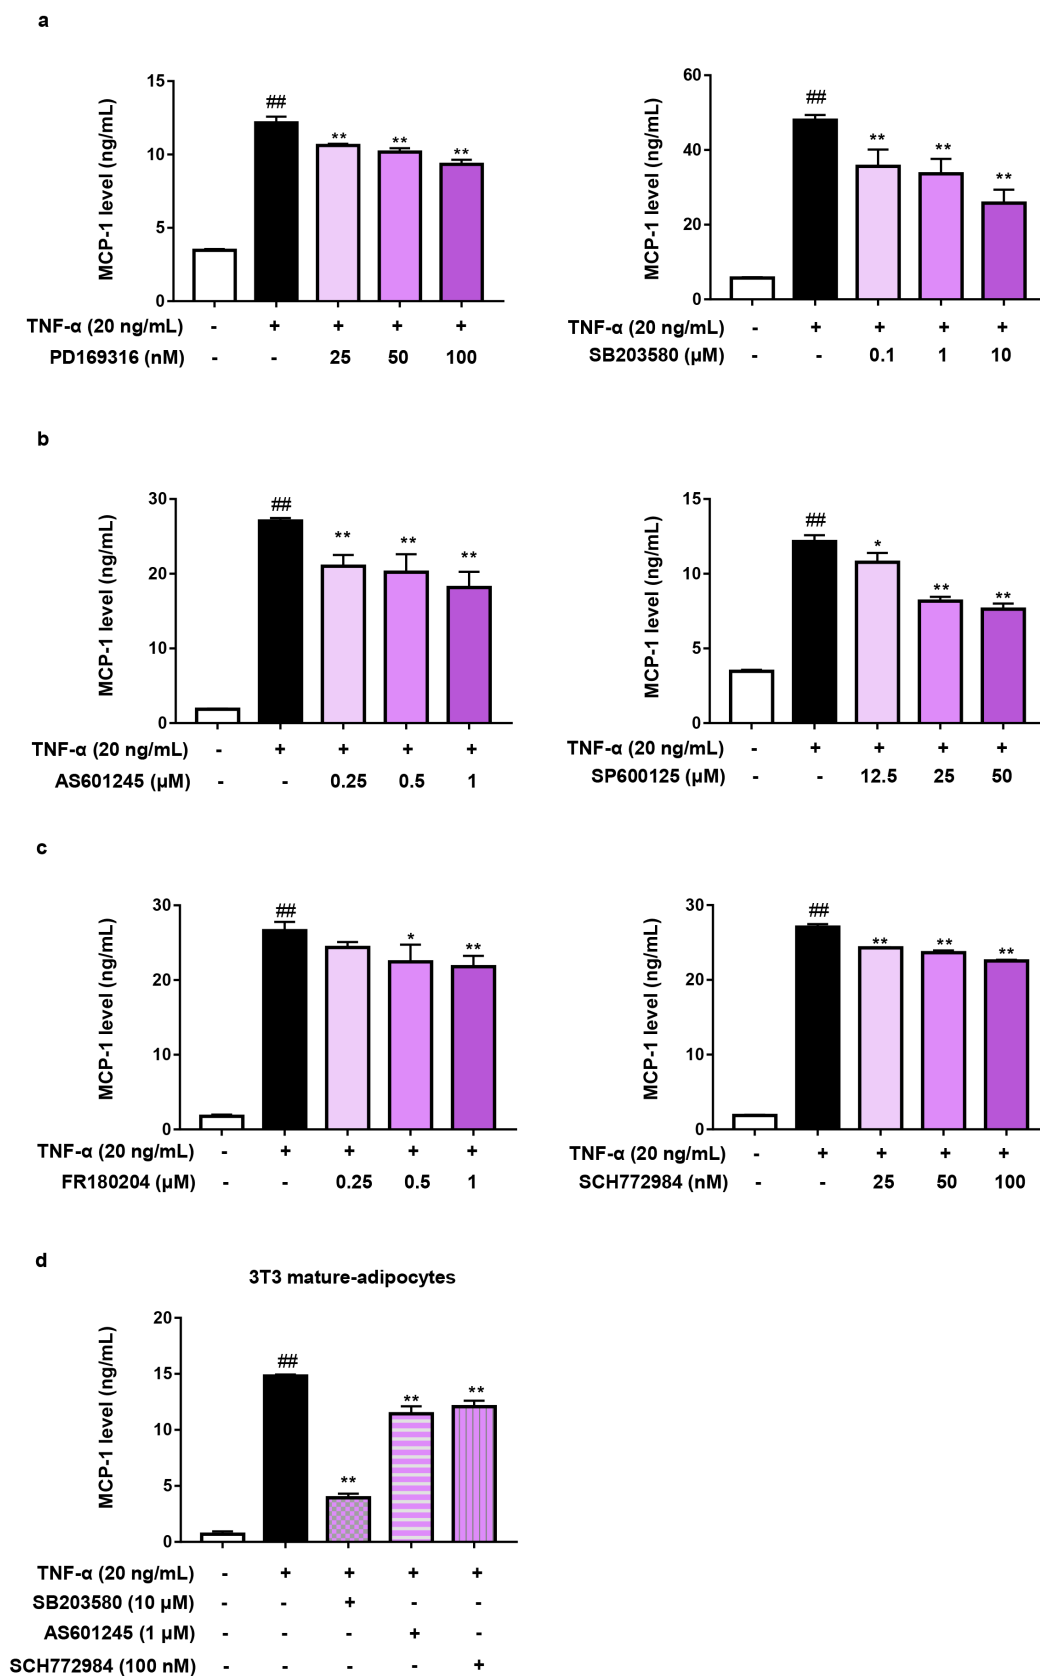 a
15
10
5
0
MCP-1 level (ng/mL)
##
**
**
**
TNF-α (20 ng/mL) - + + + +
PD169316 (nM) - - 25 50 100
60
40
20
0
MCP-1 level (ng/mL)
##
**
**
**
TNF-α (20 ng/mL) - + + + +
SB203580 (µM) - - 0.1 1 10
b
30
20
10
0
MCP-1 level (ng/mL)
##
**
**
**
TNF-α (20 ng/mL) - + + + +
AS601245 (µM) - - 0.25 0.5 1
15
10
5
0
MCP-1 level (ng/mL)
##
*
**
**
TNF-α (20 ng/mL) - + + + +
SP600125 (µM) - - 12.5 25 50
c
30
20
10
0
MCP-1 level (ng/mL)
##
*
**
TNF-α (20 ng/mL) - + + + +
FR180204 (µM) - - 0.25 0.5 1
30
20
10
0
MCP-1 level (ng/mL)
##
**
**
**
TNF-α (20 ng/mL) - + + + +
SCH772984 (nM) - - 25 50 100
d
3T3 mature-adipocytes
20
15
10
5
0
MCP-1 level (ng/mL)
##
**
**
**
TNF-α (20 ng/mL) - + + + +
SB203580 (10 µM) - - + - -
AS601245 (1 µM) - - - + -
SCH772984 (100 nM) - - - - +